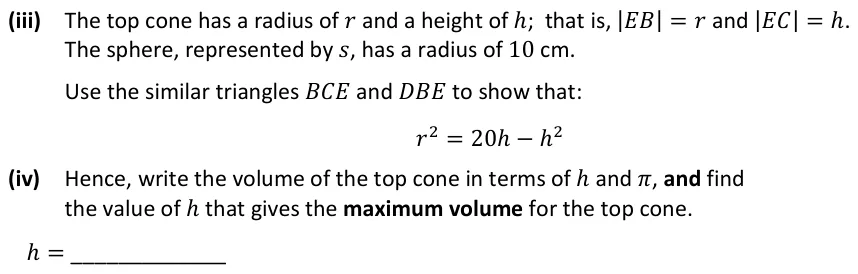 (iii) The top cone has a radius of r and a height of h; that is, |EB| = r and |EC| = h.
The sphere, represented by s, has a radius of 10 cm.
Use the similar triangles BCE and DBE to show that:
r² = 20h − h²
(iv) Hence, write the volume of the top cone in terms of h and π, and find
the value of h that gives the maximum volume for the top cone.
h = ____________